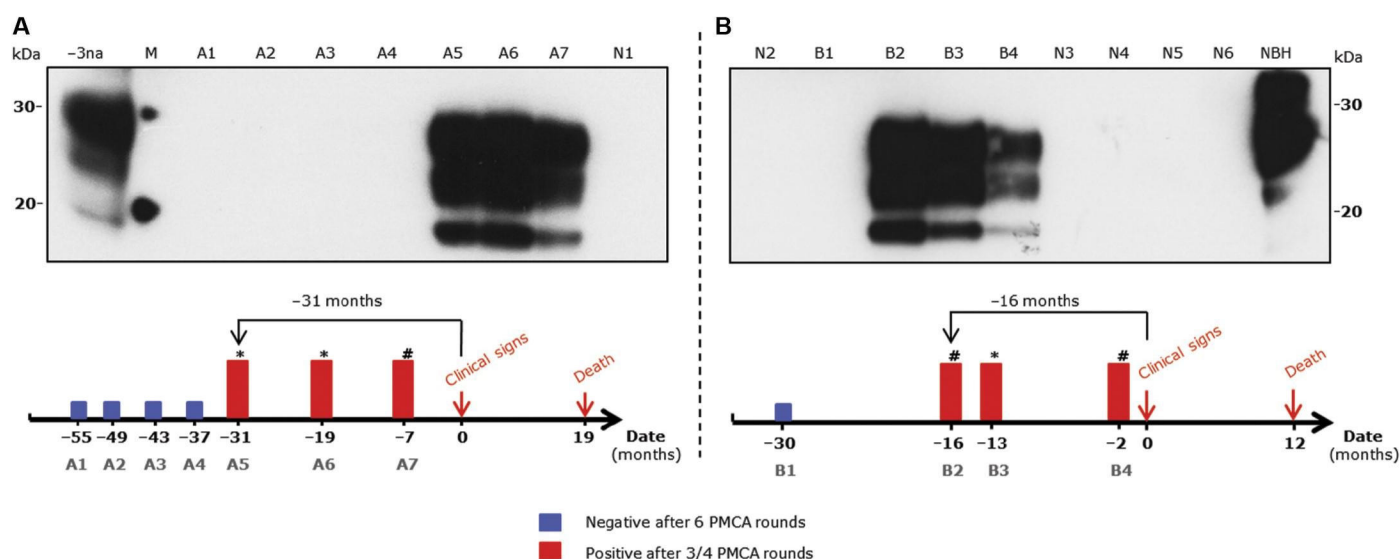 A
kDa –3na M A1 A2 A3 A4 A5 A6 A7 N1
30-
20-
–31 months
* * #
Clinical signs
Death
–55 –49 –43 –37 –31 –19 –7 0 19 Date
(months)
A1 A2 A3 A4 A5 A6 A7
B
N2 B1 B2 B3 B4 N3 N4 N5 N6 NBH kDa
-30
-20
–16 months
# * #
Clinical signs
Death
–30 –16 –13 –2 0 12 Date
(months)
B1 B2 B3 B4
Negative after 6 PMCA rounds
Positive after 3/4 PMCA rounds